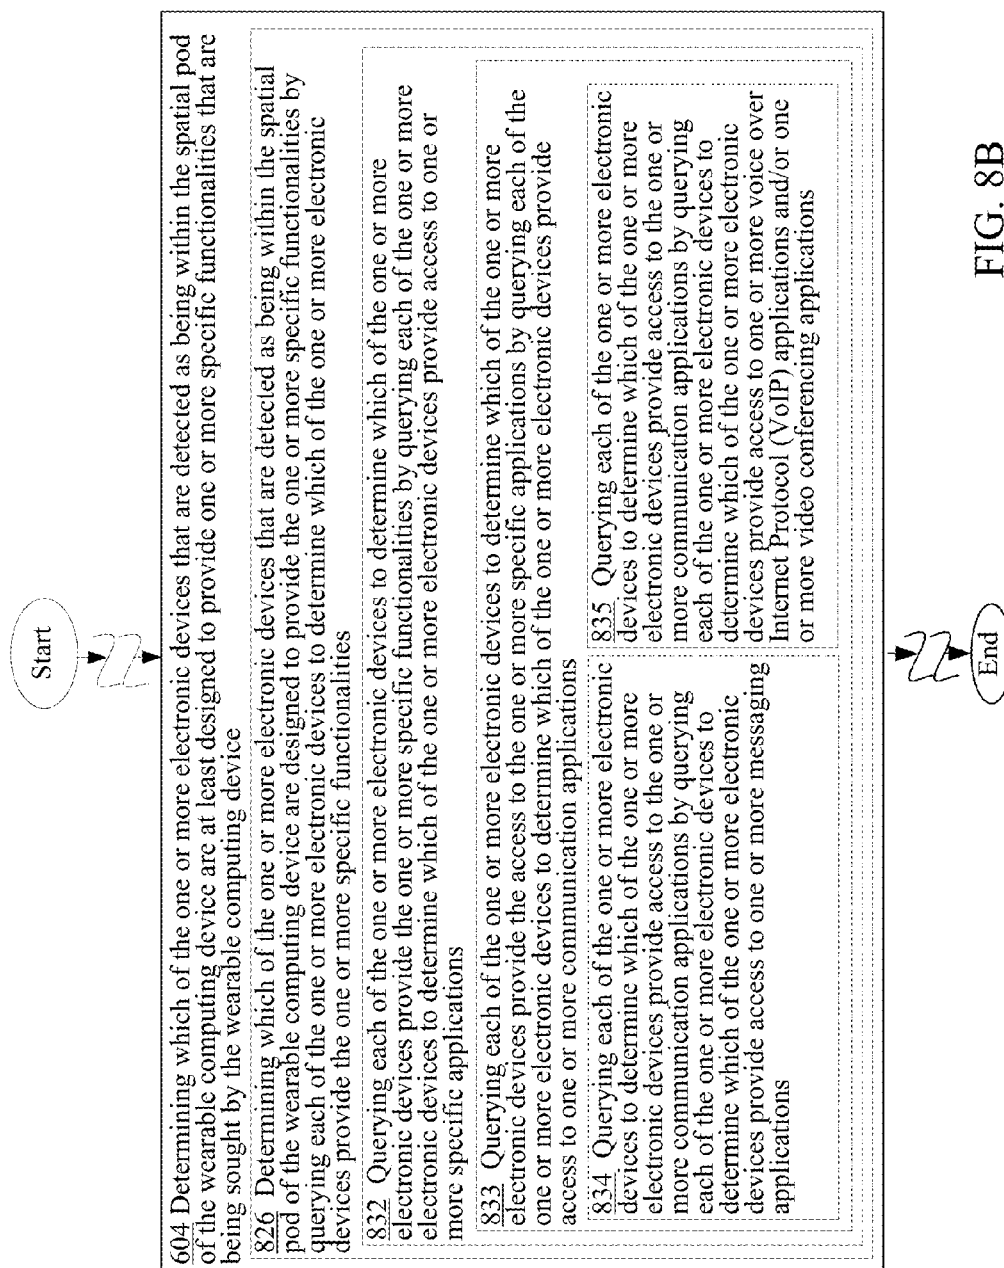 Start
604 Determining which of the one or more electronic devices that are detected as being within the spatial pod
of the wearable computing device are at least designed to provide one or more specific functionalities that are
being sought by the wearable computing device
826 Determining which of the one or more electronic devices that are detected as being within the spatial
pod of the wearable computing device are designed to provide the one or more specific functionalities by
querying each of the one or more electronic devices to determine which of the one or more electronic
devices provide the one or more specific functionalities
832 Querying each of the one or more electronic devices to determine which of the one or more
electronic devices provide the one or more specific functionalities by querying each of the one or more
electronic devices to determine which of the one or more electronic devices provide access to one or
more specific applications
833 Querying each of the one or more electronic devices to determine which of the one or more
electronic devices provide the access to the one or more specific applications by querying each of the
one or more electronic devices to determine which of the one or more electronic devices provide
access to one or more communication applications
834 Querying each of the one or more electronic
devices to determine which of the one or more
electronic devices provide access to the one or
more communication applications by querying
each of the one or more electronic devices to
determine which of the one or more electronic
devices provide access to one or more messaging
applications
835 Querying each of the one or more electronic
devices to determine which of the one or more
electronic devices provide access to the one or
more communication applications by querying
each of the one or more electronic devices to
determine which of the one or more electronic
devices provide access to one or more voice over
Internet Protocol (VoIP) applications and/or one
or more video conferencing applications
End
FIG. 8B